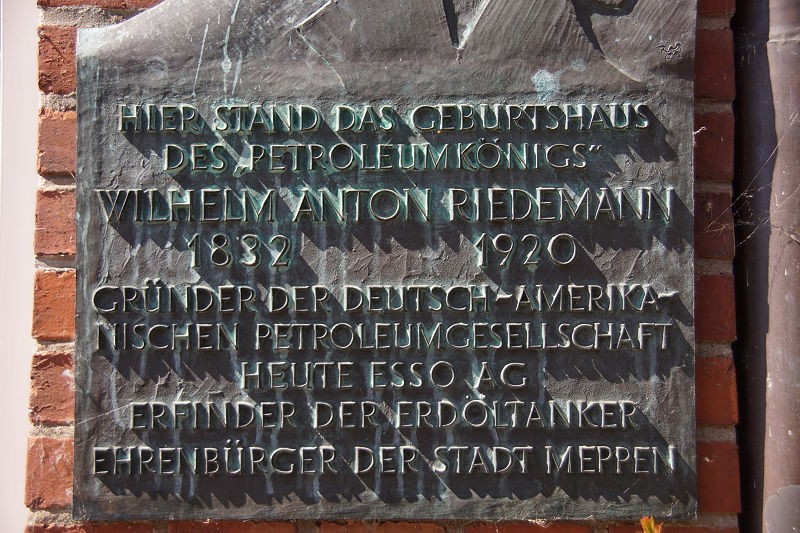 HIER STAND DAS GEBURTSHAUS
DES „PETROLEUMKÖNIGS“
WILHELM ANTON RIEDEMANN
1832 1920
GRÜNDER DER DEUTSCH-AMERIKA-
NISCHEN PETROLEUMGESELLSCHAFT
HEUTE ESSO AG
ERFINDER DER ERDÖLTANKER
EHRENBÜRGER DER STADT MEPPEN